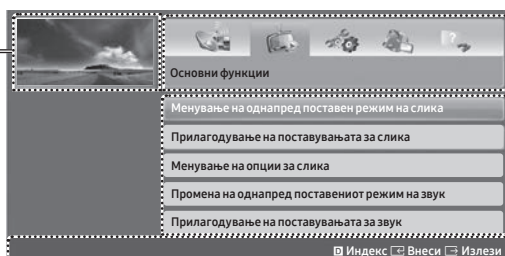 Основни функции
Менување на однапред поставен режим на слика
Прилагодување на поставувањата за слика
Менување на опции за слика
Промена на однапред поставениот режим на звук
Прилагодување на поставувањата за звук
D Индекс Внеси Излези